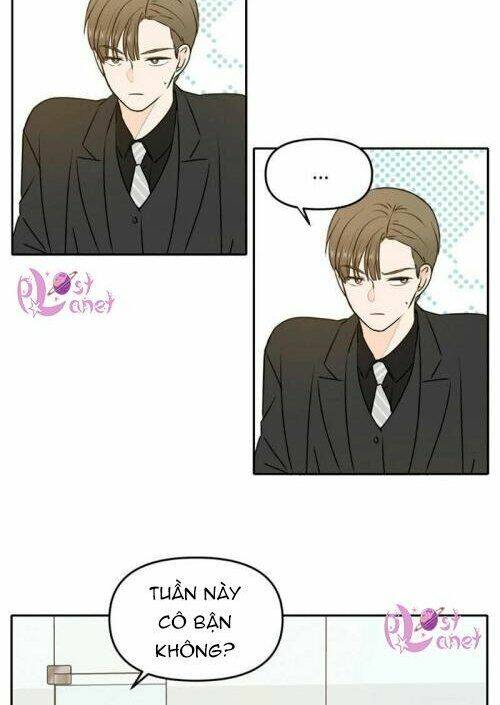 ...
Lost
Planet
TUẦN NÀY
CÔ BẬN
KHÔNG?
Lost
Planet